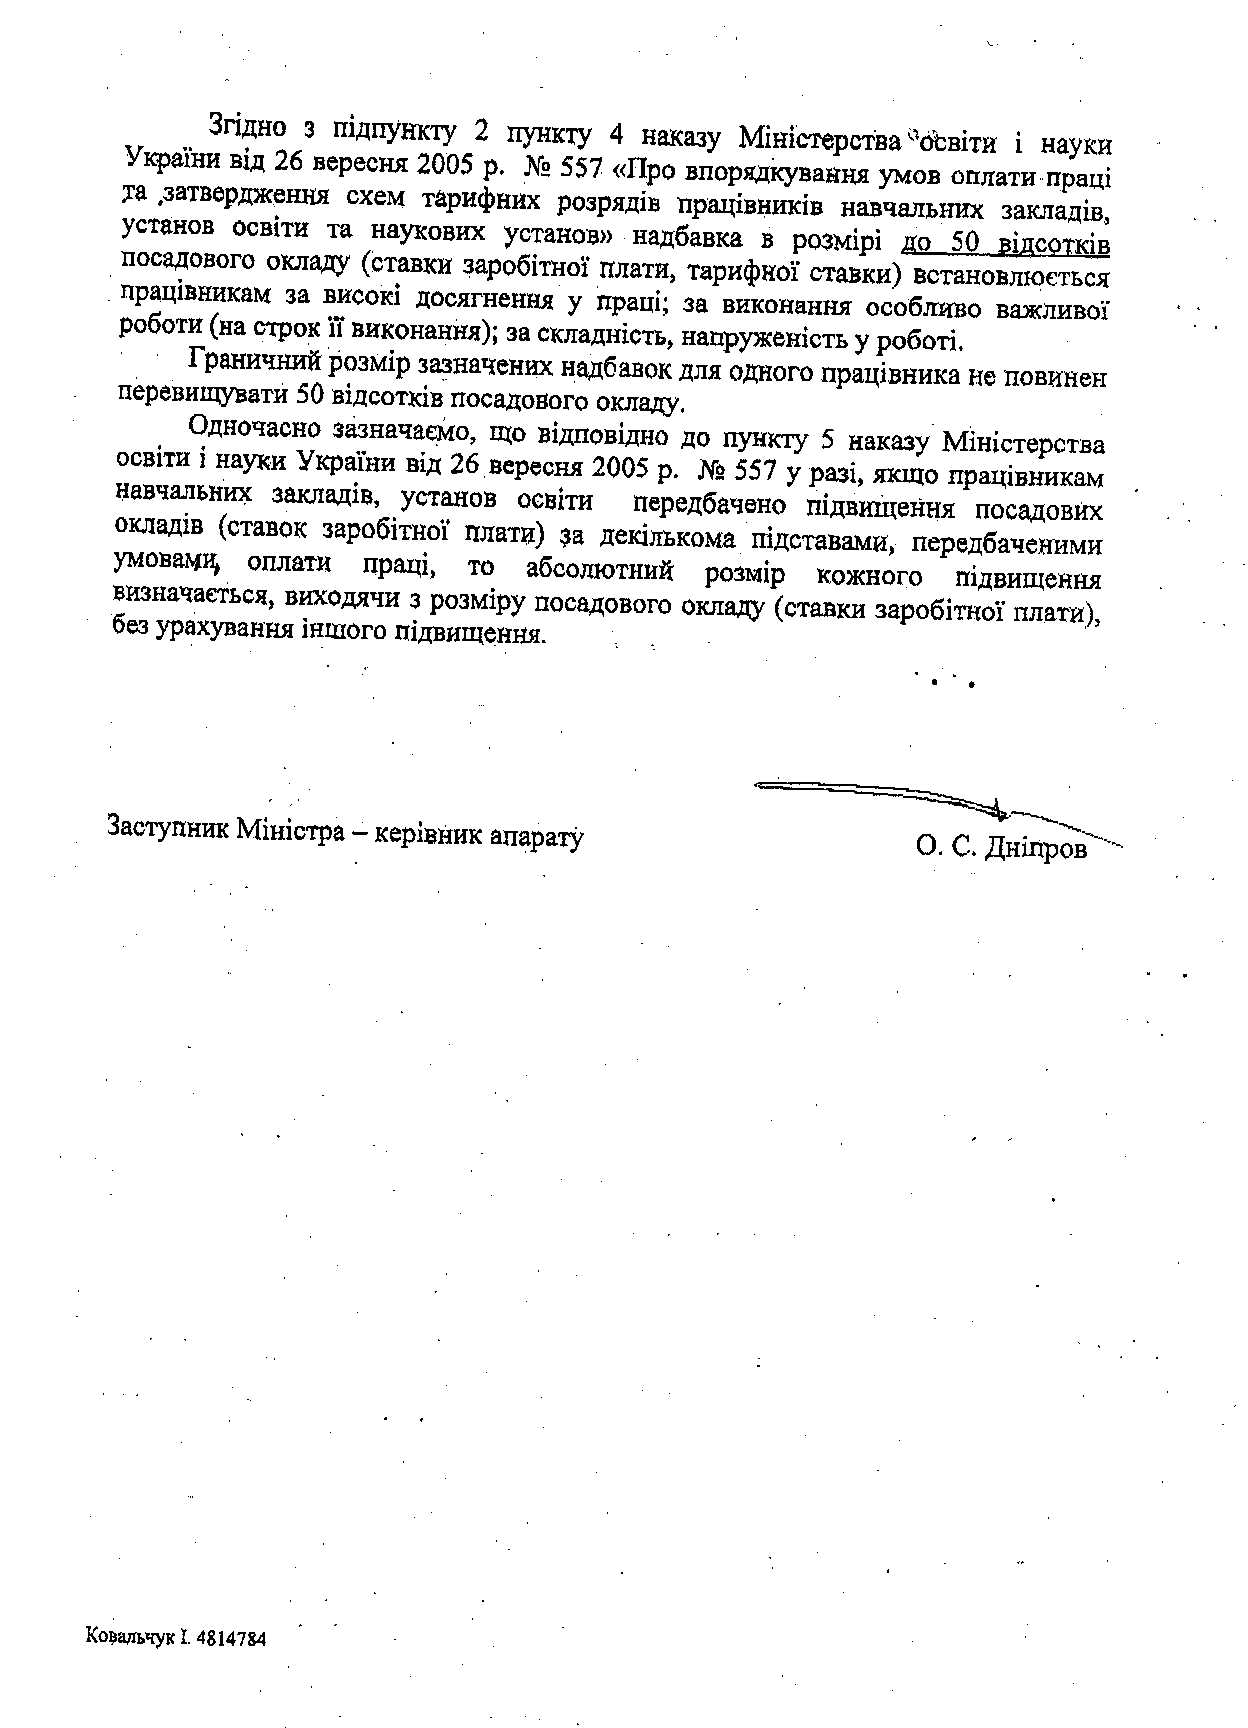 Згідно з підпункту 2 пункту 4 наказу Міністерства освіти і науки
України від 26 вересня 2005 р. № 557 «Про впорядкування умов оплати праці
та затвердження схем тарифних розрядів працівників навчальних закладів,
установ освіти та наукових установ» надбавка в розмірі до 50 відсотків
посадового окладу (ставки заробітної плати, тарифної ставки) встановлюється
працівникам за високі досягнення у праці; за виконання особливо важливої
роботи (на строк її виконання); за складність, напруженість у роботі.
Граничний розмір зазначених надбавок для одного працівника не повинен
перевищувати 50 відсотків посадового окладу.
Одночасно зазначаємо, що відповідно до пункту 5 наказу Міністерства
освіти і науки України від 26 вересня 2005 р. № 557 у разі, якщо працівникам
навчальних закладів, установ освіти передбачено підвищення посадових
окладів (ставок заробітної плати) за декількома підставами, передбаченими
умовами, оплати праці, то абсолютний розмір кожного підвищення
визначається, виходячи з розміру посадового окладу (ставки заробітної плати),
без урахування іншого підвищення.
Заступник Міністра – керівник апарату
О. С. Дніпров
Ковальчук І. 4814784